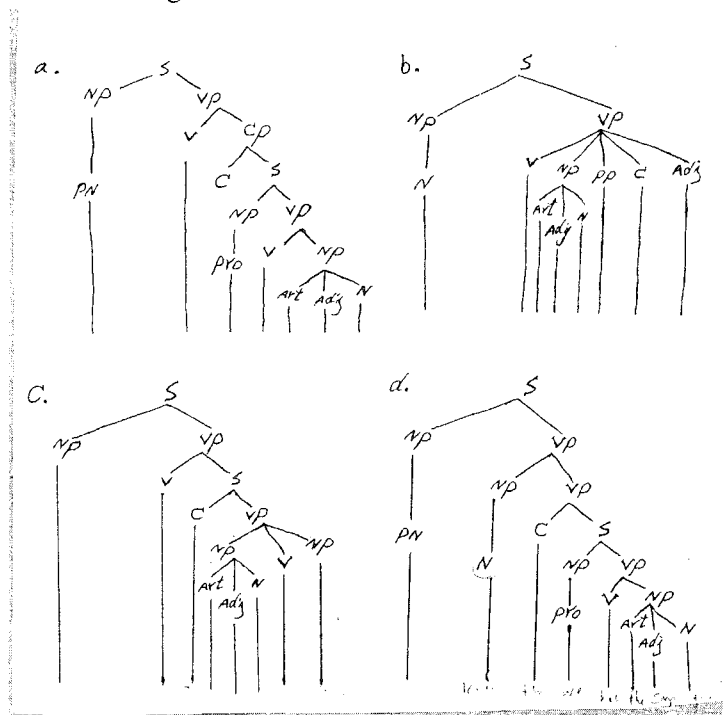 a.
S
NP VP
V CP
C S
PN NP VP
pro V NP
Art Adj N
b.
S
NP VP
N V NP PP C Adj
Art Adj N
C.
S
NP VP
V S
C VP
NP V NP
Art Adj N
d.
S
NP VP
NP VP
PN C S
N NP VP
pro V NP
Art Adj N